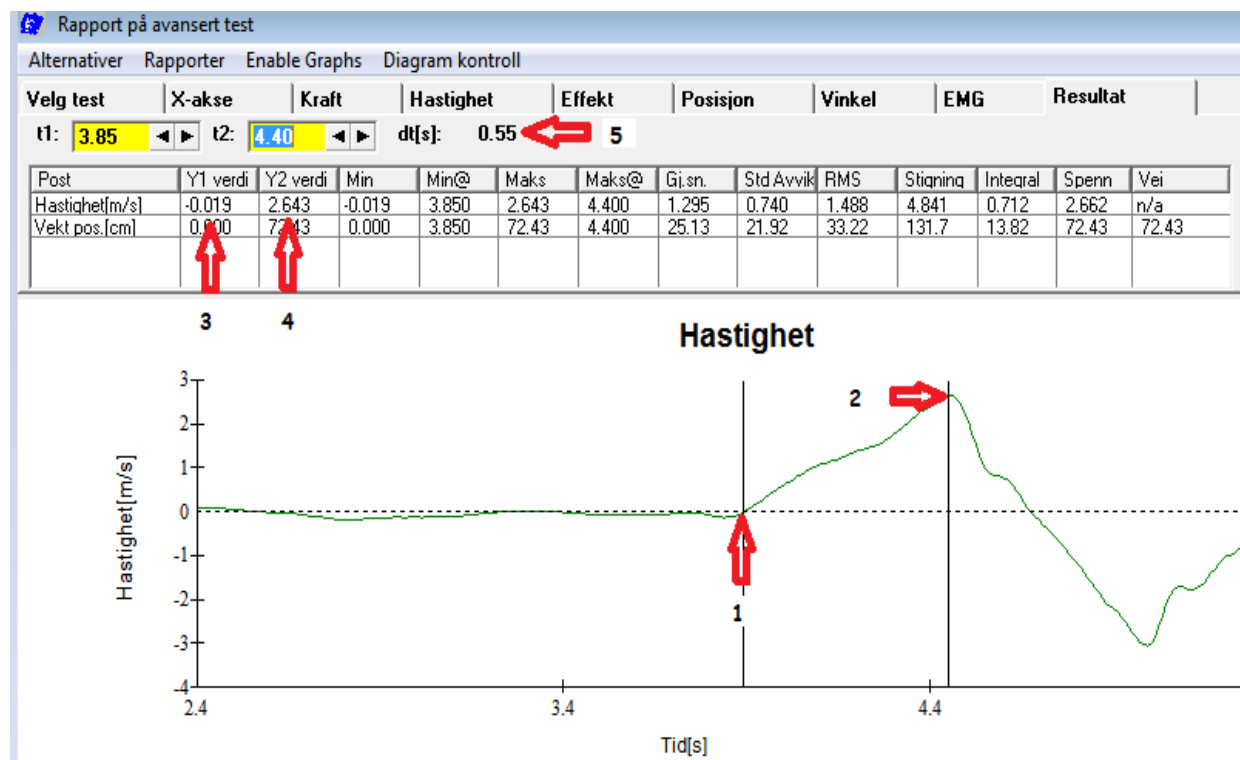 Rapport på avansert test
Alternativer Rapporter Enable Graphs Diagram kontroll
Velg test X-akse Kraft Hastighet Effekt Posisjon Vinkel EMG Resultat
t1: 3.85 t2: 4.40 dt[s]: 0.55 5
Post Y1 verdi Y2 verdi Min Min@ Maks Maks@ Gj.sn. Std Avvik RMS Stigning Integral Spenn Vei
Hastighet[m/s] -0.019 2.643 -0.019 3.850 2.643 4.400 1.295 0.740 1.488 4.841 0.712 2.662 n/a
Vekt pos.[cm] 0.000 72.43 0.000 3.850 72.43 4.400 25.13 21.92 33.22 131.7 13.82 72.43 72.43
3 4
Hastighet
3
2
2
1
0
-1
-2
-3
-4
Hastighet[m/s]
1
2.4 3.4 4.4
Tid[s]